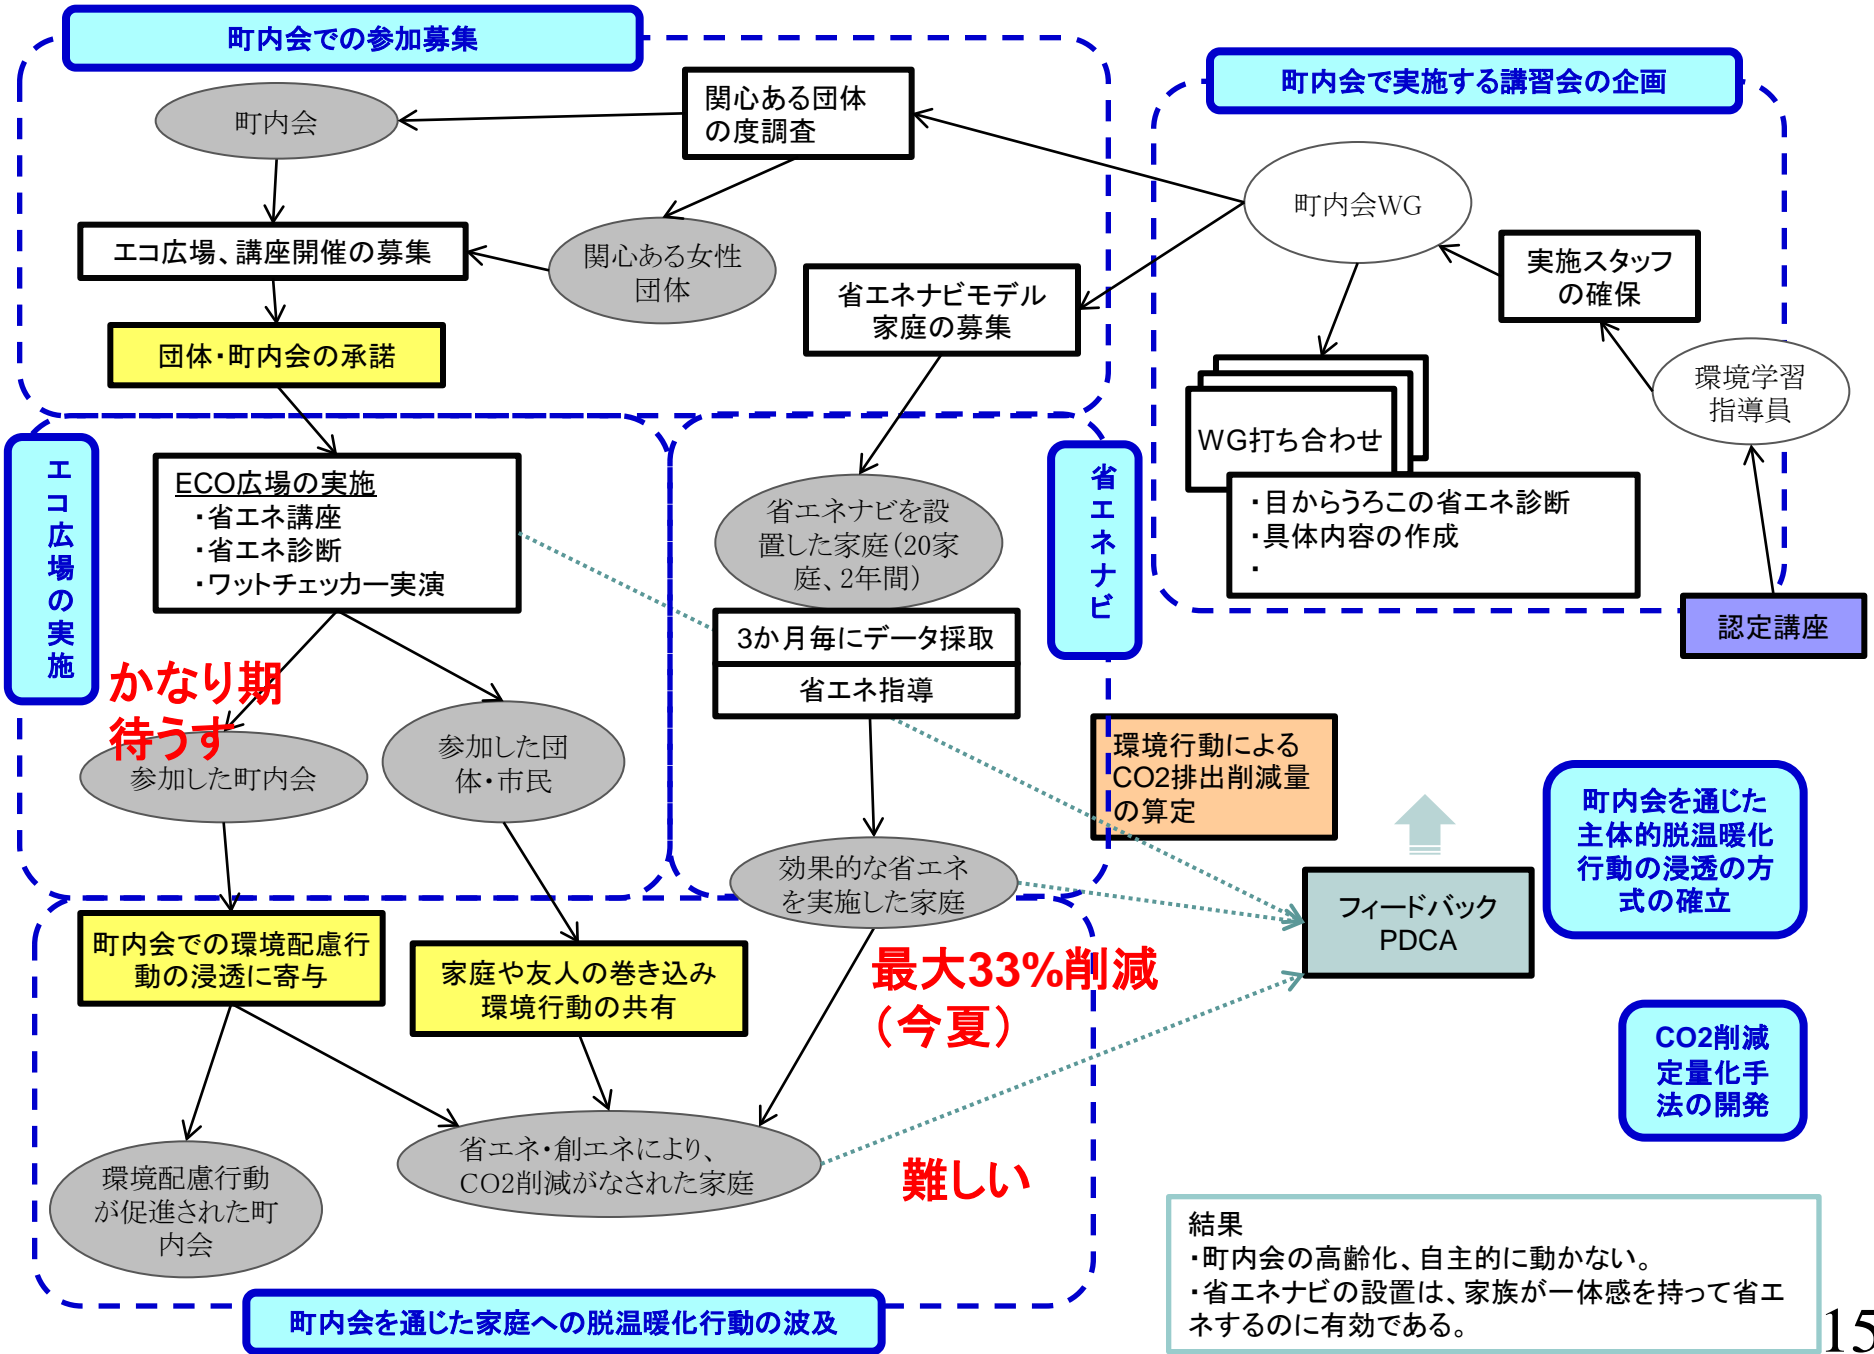 町内会での参加募集
町内会で実施する講習会の企画
町内会
関心ある団体
の度調査
町内会WG
エコ広場、講座開催の募集
関心ある女性
団体
実施スタッフ
の確保
省エネナビモデル
家庭の募集
団体・町内会の承諾
環境学習
指導員
WG打ち合わせ
・目からうろこの省エネ診断
・具体内容の作成
・
認定講座
エコ広場の実施
ECO広場の実施
・省エネ講座
・省エネ診断
・ワットチェッカー実演
省エネナビ
省エネナビを設
置した家庭（20家
庭、2年間）
3か月毎にデータ採取
省エネ指導
かなり期
待うす
参加した町内会
参加した団
体・市民
環境行動による
CO2排出削減量
の算定
町内会を通じた
主体的脱温暖化
行動の浸透の方
式の確立
効果的な省エネ
を実施した家庭
フィードバック
PDCA
町内会での環境配慮行
動の浸透に寄与
家庭や友人の巻き込み
環境行動の共有
最大33%削減
（今夏）
CO2削減
定量化手
法の開発
環境配慮行動
が促進された町
内会
省エネ・創エネにより、
CO2削減がなされた家庭
難しい
結果
・町内会の高齢化、自主的に動かない。
・省エネナビの設置は、家族が一体感を持って省エ
ネするのに有効である。
町内会を通じた家庭への脱温暖化行動の波及
15